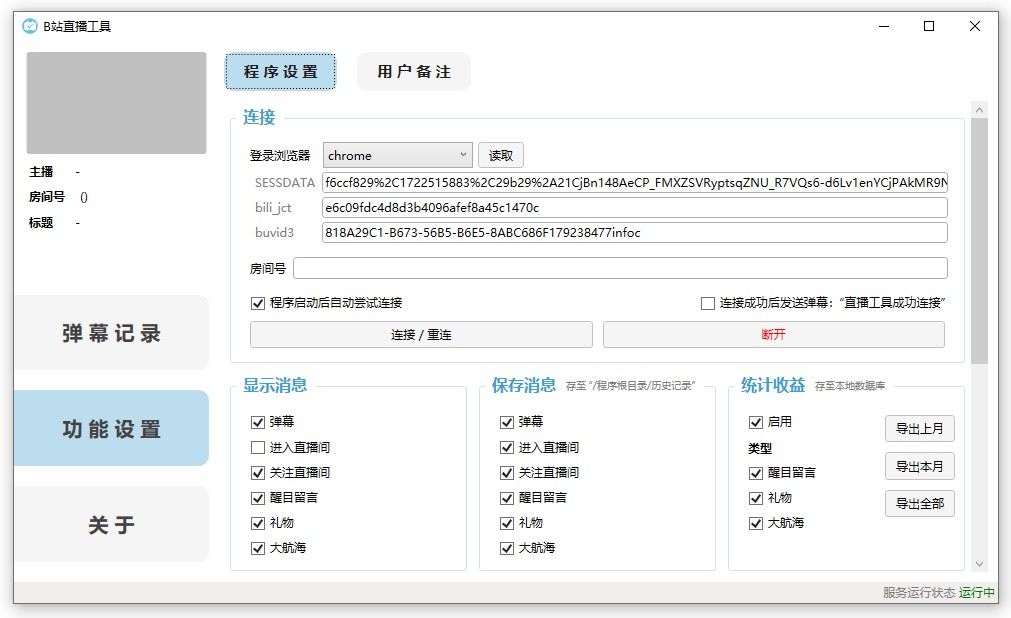 B站直播工具
程序设置
用户备注
主播 -
房间号 ()
标题 -
弹幕记录
功能设置
关于
连接
登录浏览器 chrome 读取
SESSDATA f6ccf829%2C1722515883%2C29b29%2A21CjBn148AeCP_FMXZSVRyptsqZNU_R7VQs6-d6Lv1enYCjPAkMR9N
bili_jct e6c09fdc4d8d3b4096afef8a45c1470c
buvid3 818A29C1-B673-56B5-B6E5-8ABC686F179238477infoc
房间号
程序启动后自动尝试连接
连接成功后发送弹幕：“直播工具成功连接”
连接 / 重连
断开
显示消息
弹幕
进入直播间
关注直播间
醒目留言
礼物
大航海
保存消息 存至 “/程序根目录/历史记录”
弹幕
进入直播间
关注直播间
醒目留言
礼物
大航海
统计收益 存至本地数据库
启用
类型
醒目留言
礼物
大航海
导出上月
导出本月
导出全部
服务运行状态 运行中